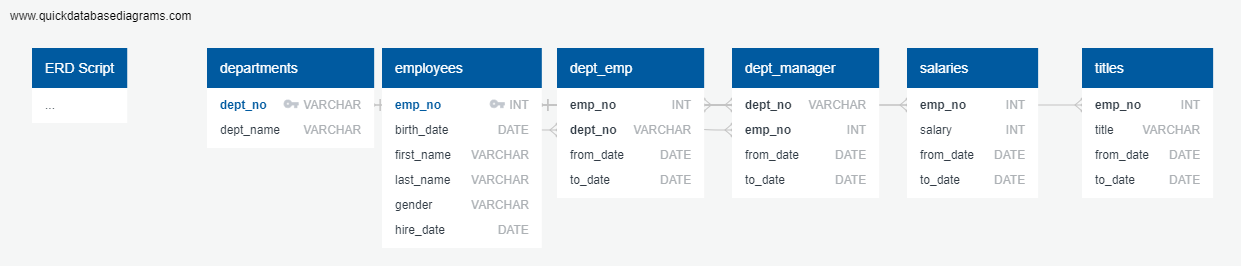 www.quickdatabasediagrams.com
ERD Script
...
departments
dept_no VARCHAR
dept_name VARCHAR
employees
emp_no INT
birth_date DATE
first_name VARCHAR
last_name VARCHAR
gender VARCHAR
hire_date DATE
dept_emp
emp_no INT
dept_no VARCHAR
from_date DATE
to_date DATE
dept_manager
dept_no VARCHAR
emp_no INT
from_date DATE
to_date DATE
salaries
emp_no INT
salary INT
from_date DATE
to_date DATE
titles
emp_no INT
title VARCHAR
from_date DATE
to_date DATE